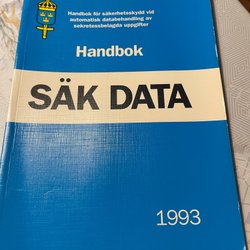 Handbok för säkerhetsskydd vid
automatisk databehandling av
sekretessbelagda uppgifter
Handbok
SÄK DATA
1993